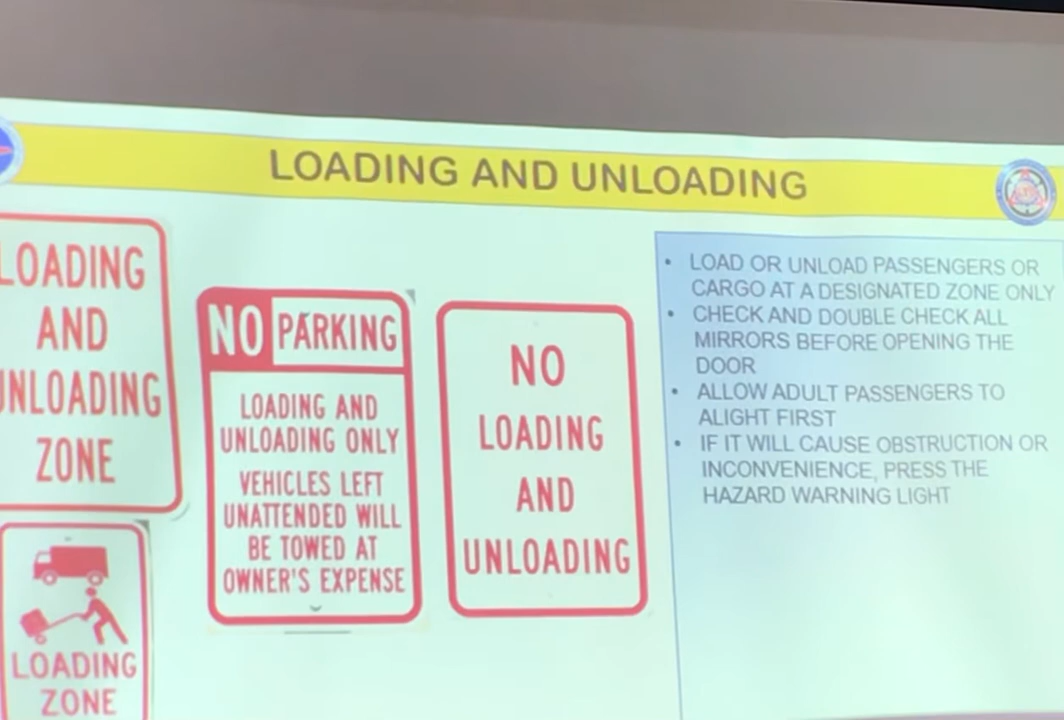 LOADING AND UNLOADING
LOADING
AND
UNLOADING
ZONE
LOADING
ZONE
NO PARKING
LOADING AND
UNLOADING ONLY
VEHICLES LEFT
UNATTENDED WILL
BE TOWED AT
OWNER'S EXPENSE
NO
LOADING
AND
UNLOADING
• LOAD OR UNLOAD PASSENGERS OR
CARGO AT A DESIGNATED ZONE ONLY
• CHECK AND DOUBLE CHECK ALL
MIRRORS BEFORE OPENING THE
DOOR
• ALLOW ADULT PASSENGERS TO
ALIGHT FIRST
• IF IT WILL CAUSE OBSTRUCTION OR
INCONVENIENCE, PRESS THE
HAZARD WARNING LIGHT